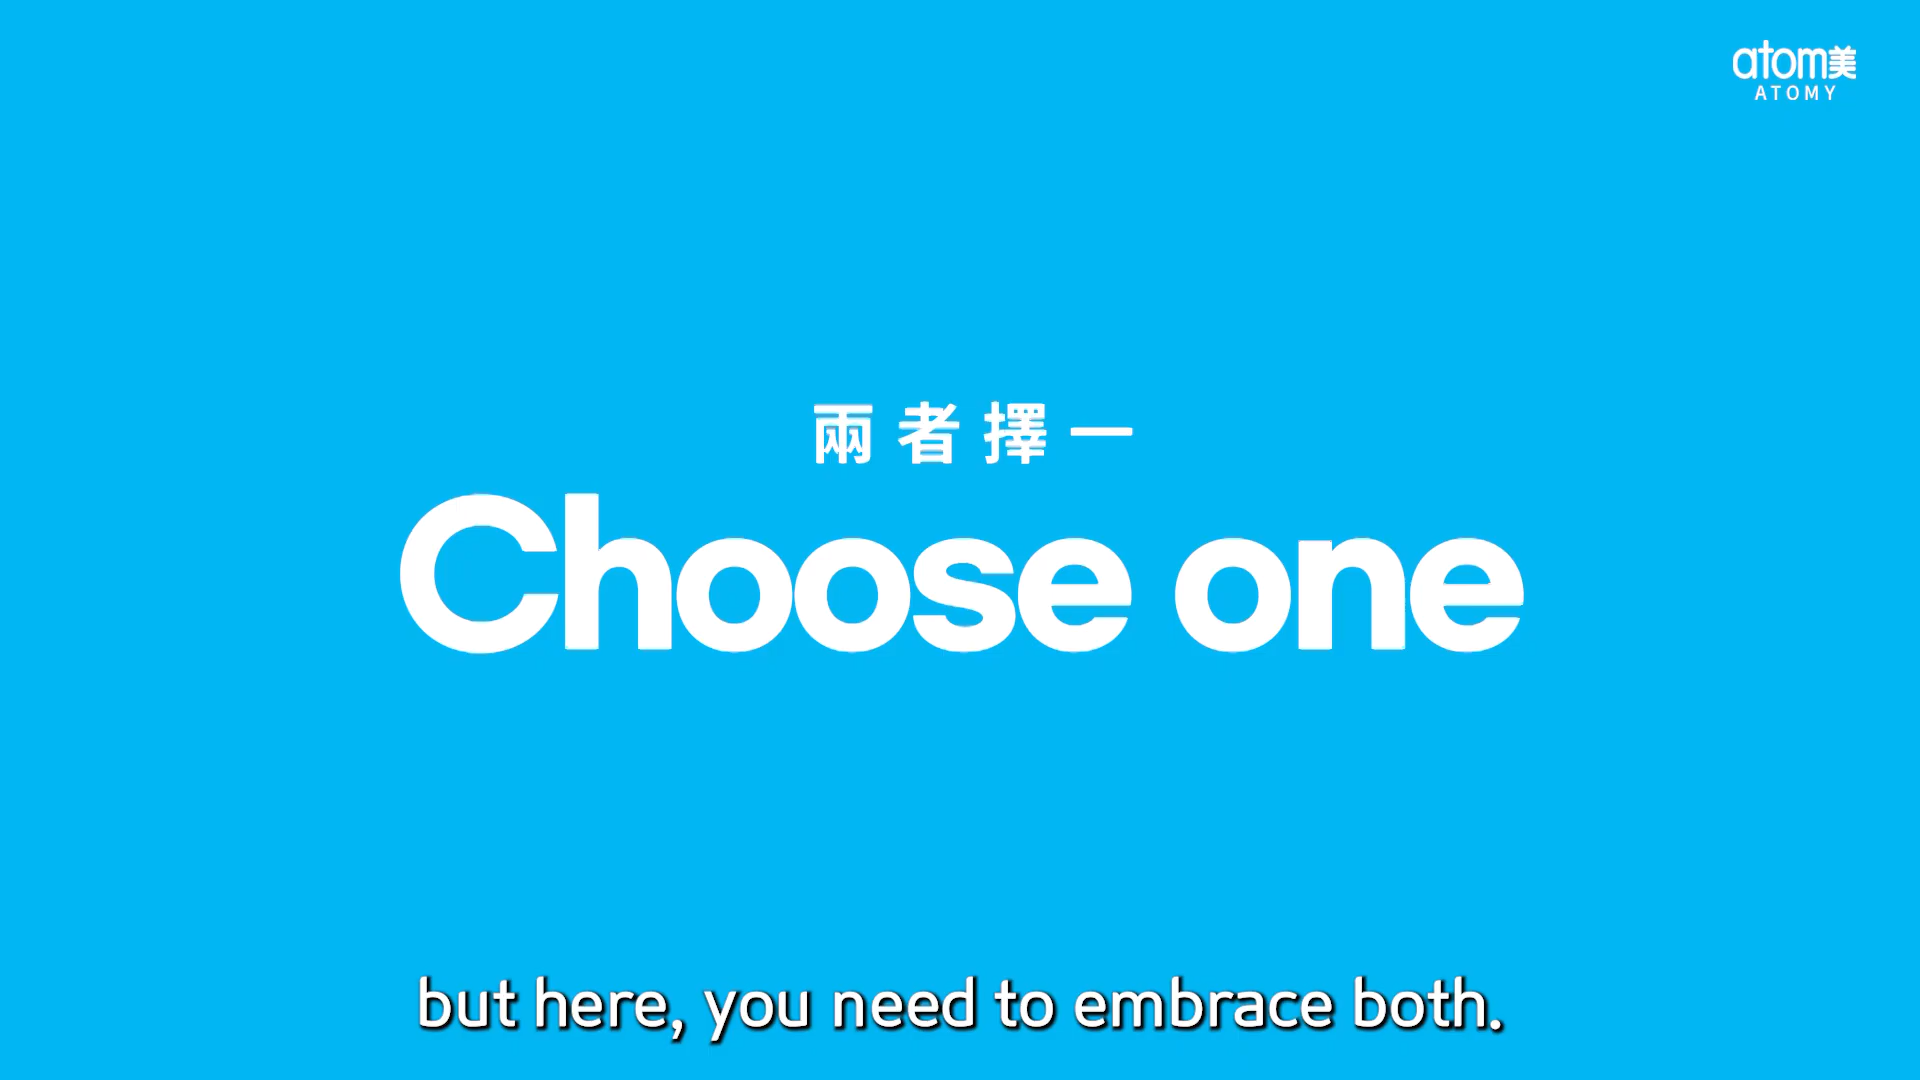 atom美
ATOMY
兩者擇一
Choose one
but here, you need to embrace both.